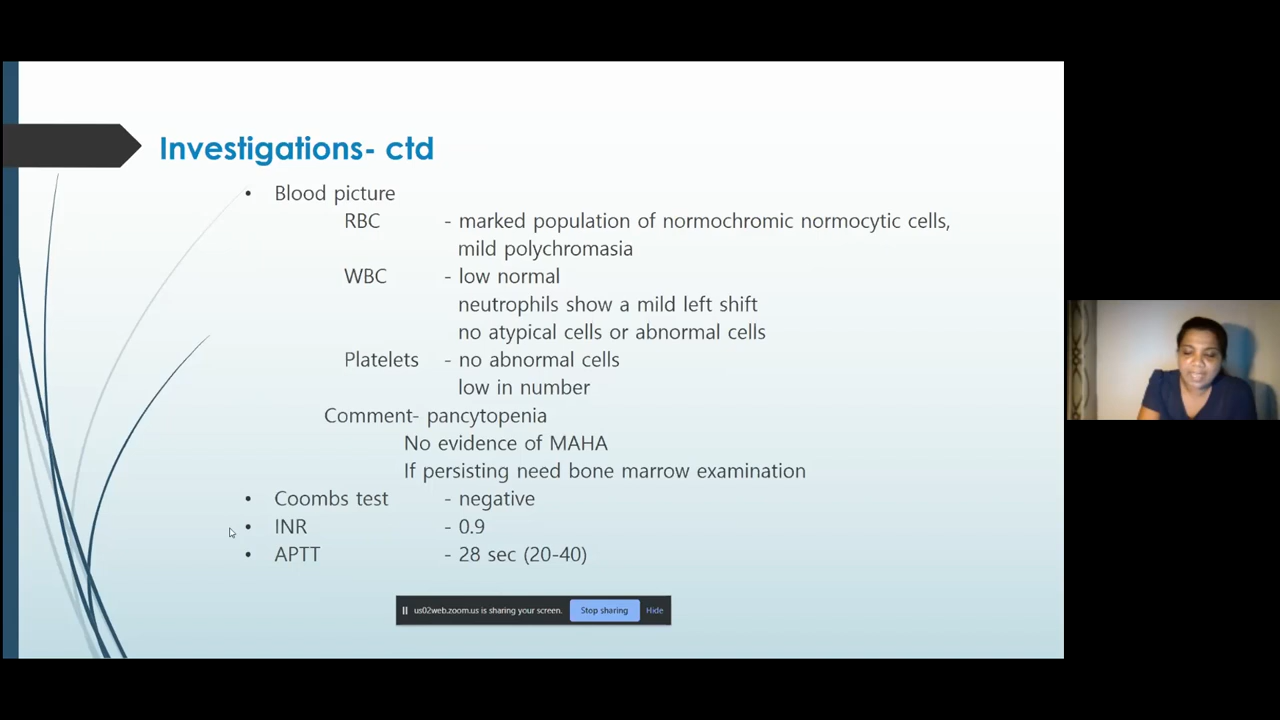 Investigations- ctd
• Blood picture
RBC - marked population of normochromic normocytic cells,
mild polychromasia
WBC - low normal
neutrophils show a mild left shift
no atypical cells or abnormal cells
Platelets - no abnormal cells
low in number
Comment- pancytopenia
No evidence of MAHA
If persisting need bone marrow examination
• Coombs test - negative
• INR - 0.9
• APTT - 28 sec (20-40)
us02web.zoom.us is sharing your screen. Stop sharing Hide